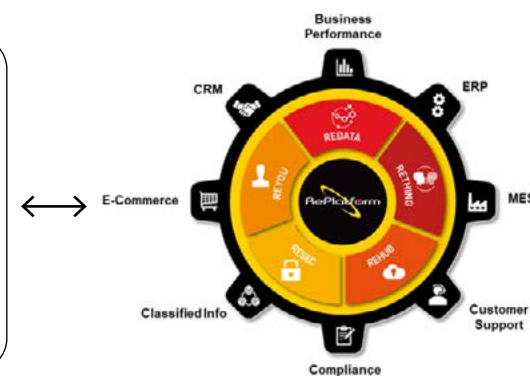 Business
Performance
CRM
ERP
REDATA
REYOU
RETHING
RePlatform
E-Commerce
MES
RESEC
REHUB
Classified Info
Customer
Support
Compliance